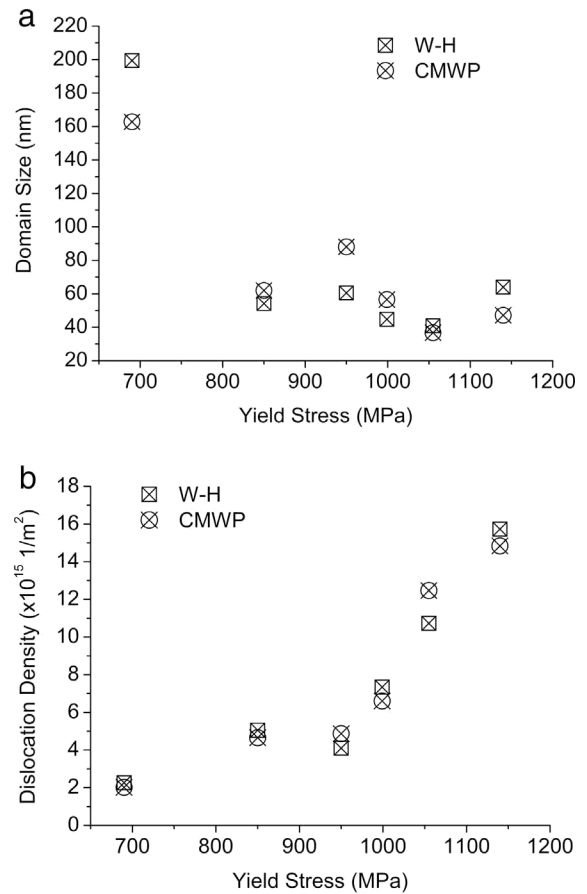 a
220
200
180
160
140
120
100
80
60
40
20
Domain Size (nm)
W-H
CMWP
700 800 900 1000 1100 1200
Yield Stress (MPa)
b
18
16
14
12
10
8
6
4
2
0
Dislocation Density (x10¹⁵ 1/m²)
W-H
CMWP
700 800 900 1000 1100 1200
Yield Stress (MPa)